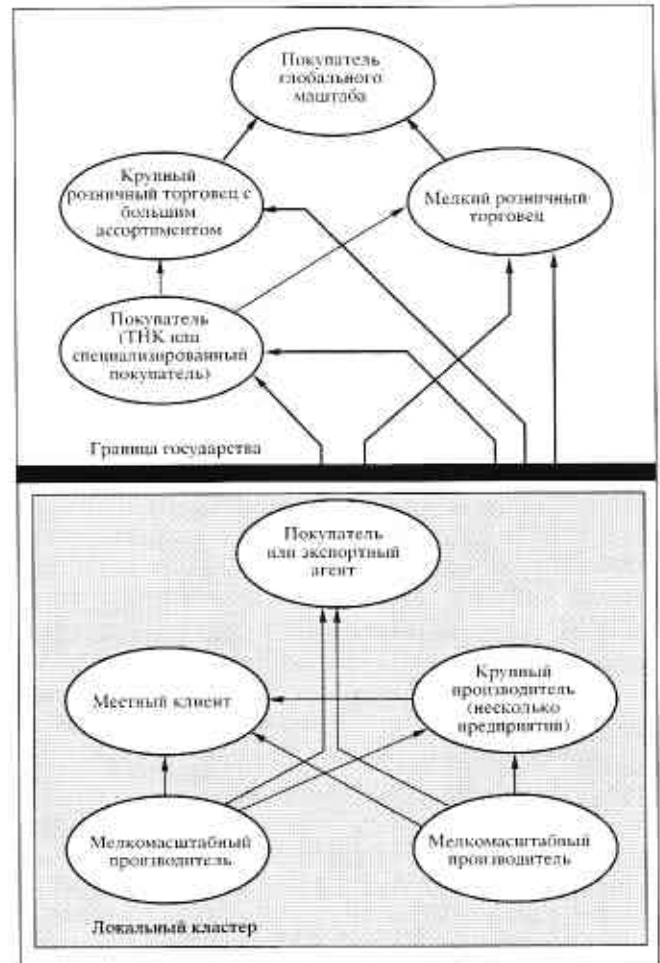 Покупатель
глобального
маштаба
Крупный
розничный торговец с
большим
ассортиментом
Мелкий розничный
торговец
Покупатель
(ТНК или
специализированный
покупатель)
Граница государства
Покупатель
или экспортный
агент
Местный клиент
Крупный
производитель
(несколько
предприятий)
Мелкомасштабный
производитель
Мелкомасштабный
производитель
Локальный кластер